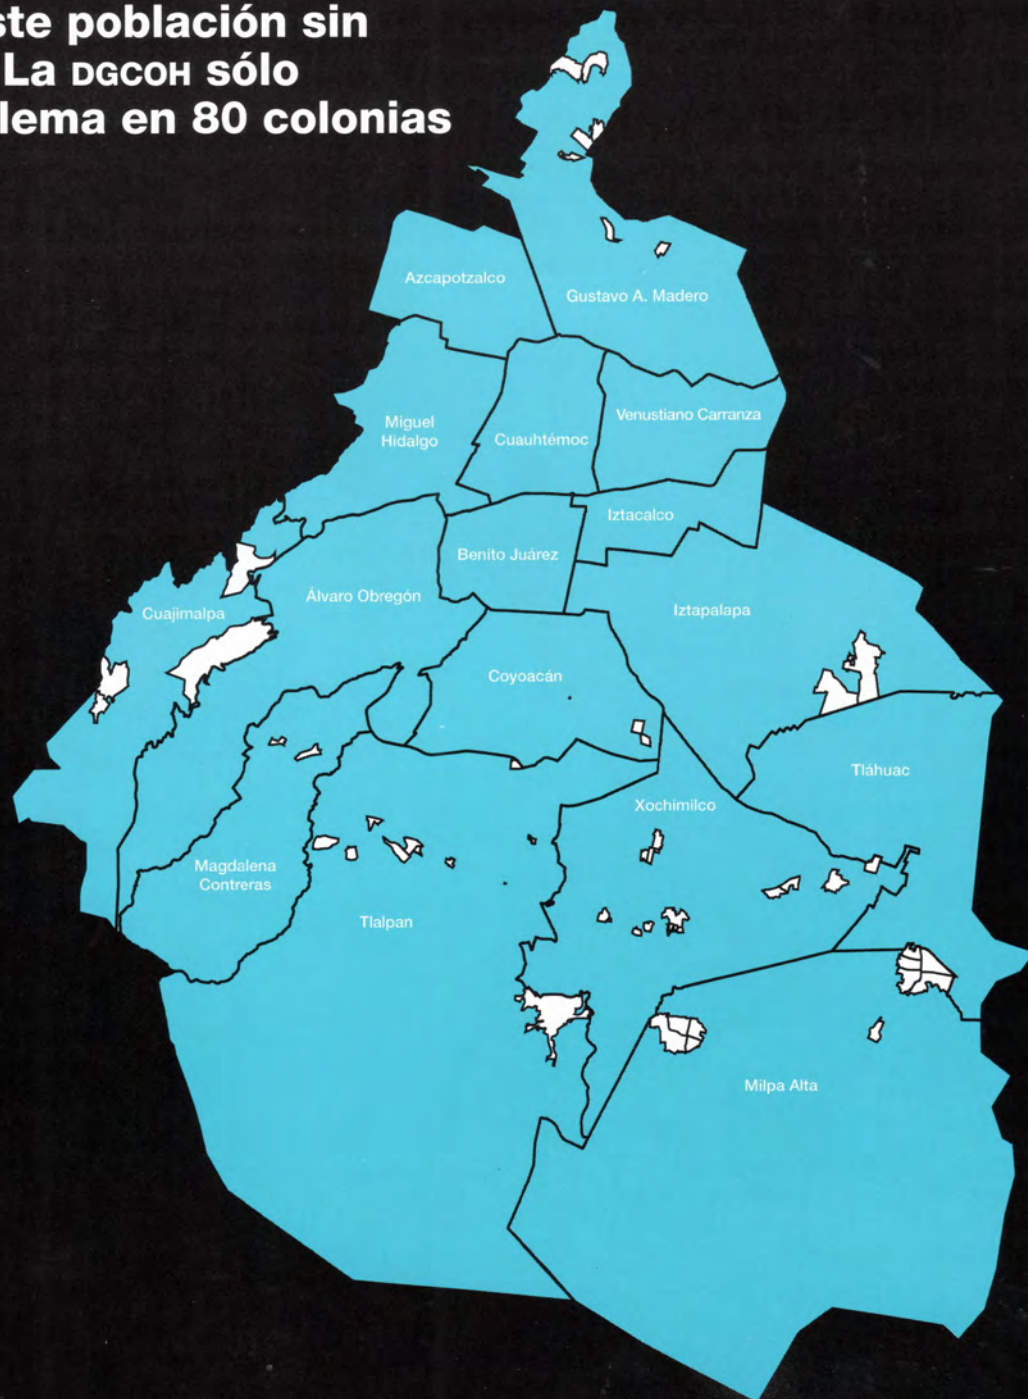 ste población sin
La DGCOH sólo
lema en 80 colonias
Azcapotzalco
Gustavo A. Madero
Miguel
Hidalgo
Cuauhtémoc
Venustiano Carranza
Iztacalco
Benito Juárez
Cuajimalpa
Álvaro Obregón
Iztapalapa
Coyoacán
Tláhuac
Xochimilco
Magdalena
Contreras
Tlalpan
Milpa Alta